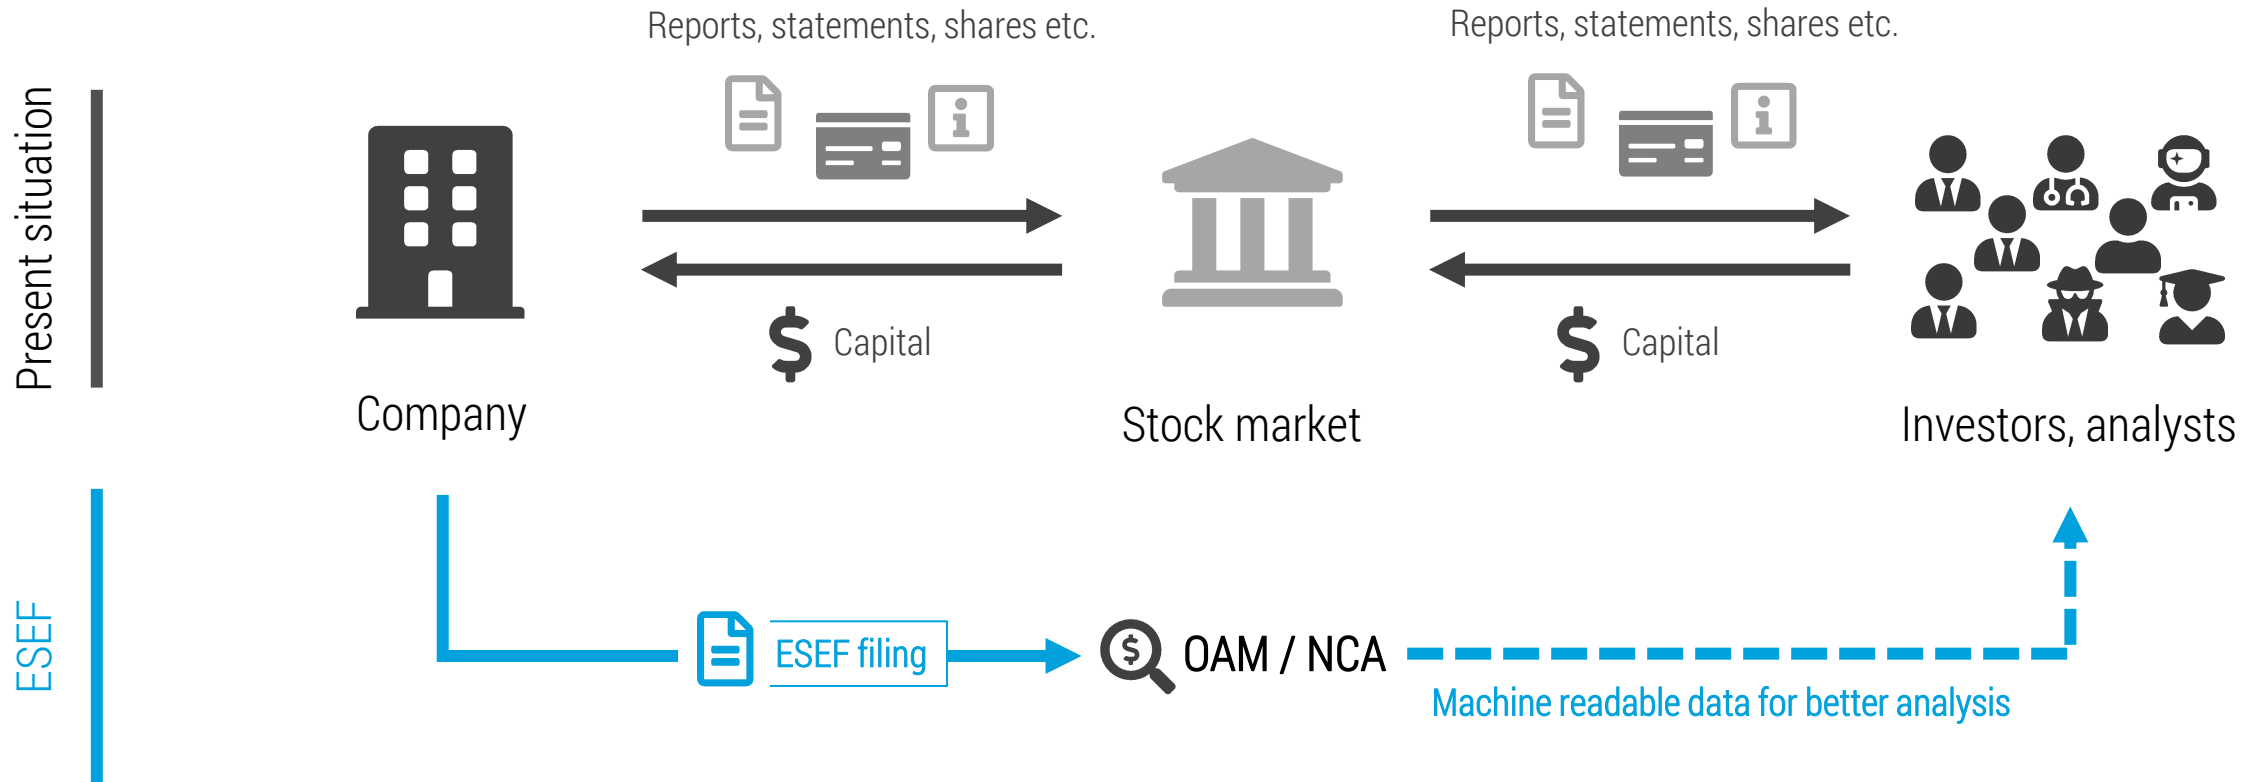 Reports, statements, shares etc.
Reports, statements, shares etc.
Present situation
Capital
Capital
Company
Stock market
Investors, analysts
ESEF
ESEF filing
OAM / NCA
Machine readable data for better analysis